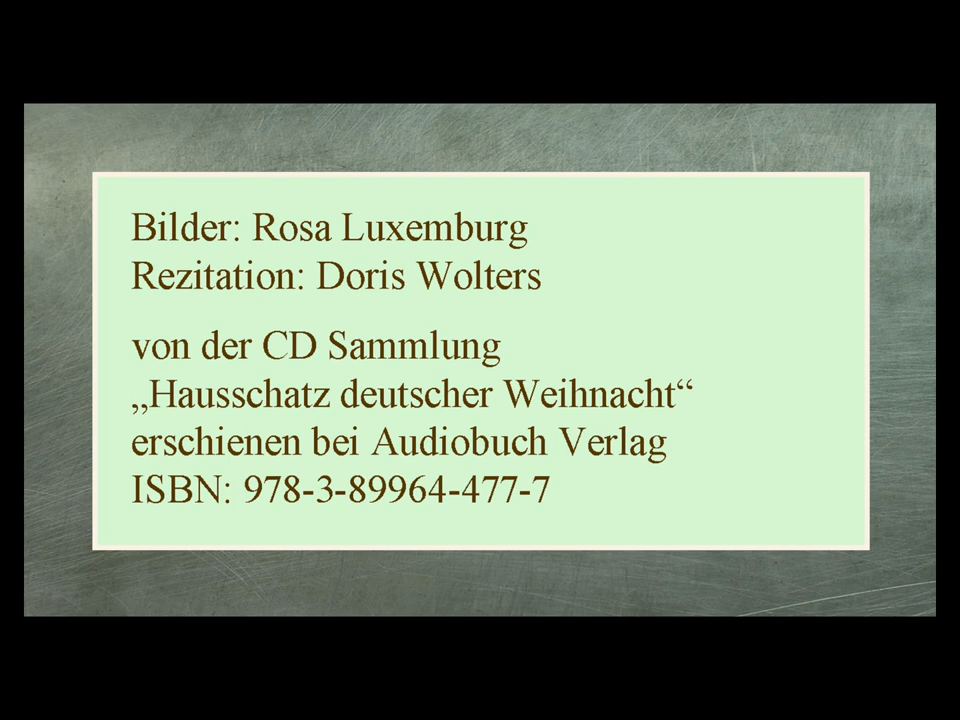 Bilder: Rosa Luxemburg
Rezitation: Doris Wolters
von der CD Sammlung
„Hausschatz deutscher Weihnacht“
erschienen bei Audiobuch Verlag
ISBN: 978-3-89964-477-7